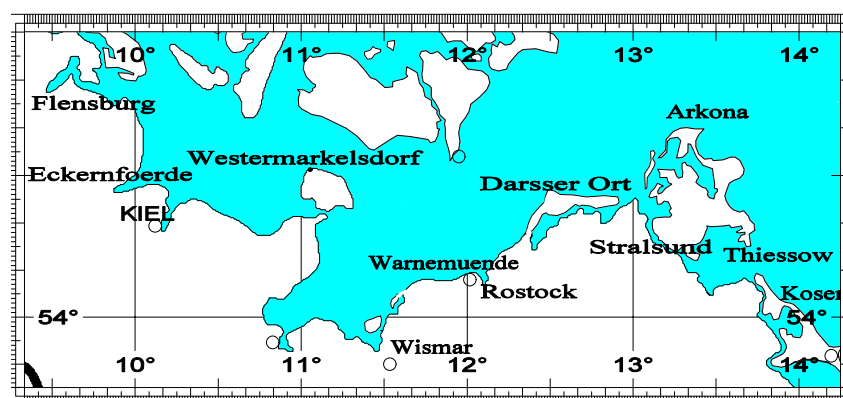 10° 11° 12° 13° 14°
Flensburg
Arkona
Westermarkelsdorf
Eckernfoerde
Darsser Ort
KIEL
Stralsund
Thiessow
Warnemuende
Rostock
54° 54°
Wismar
10° 11° 12° 13° 14°